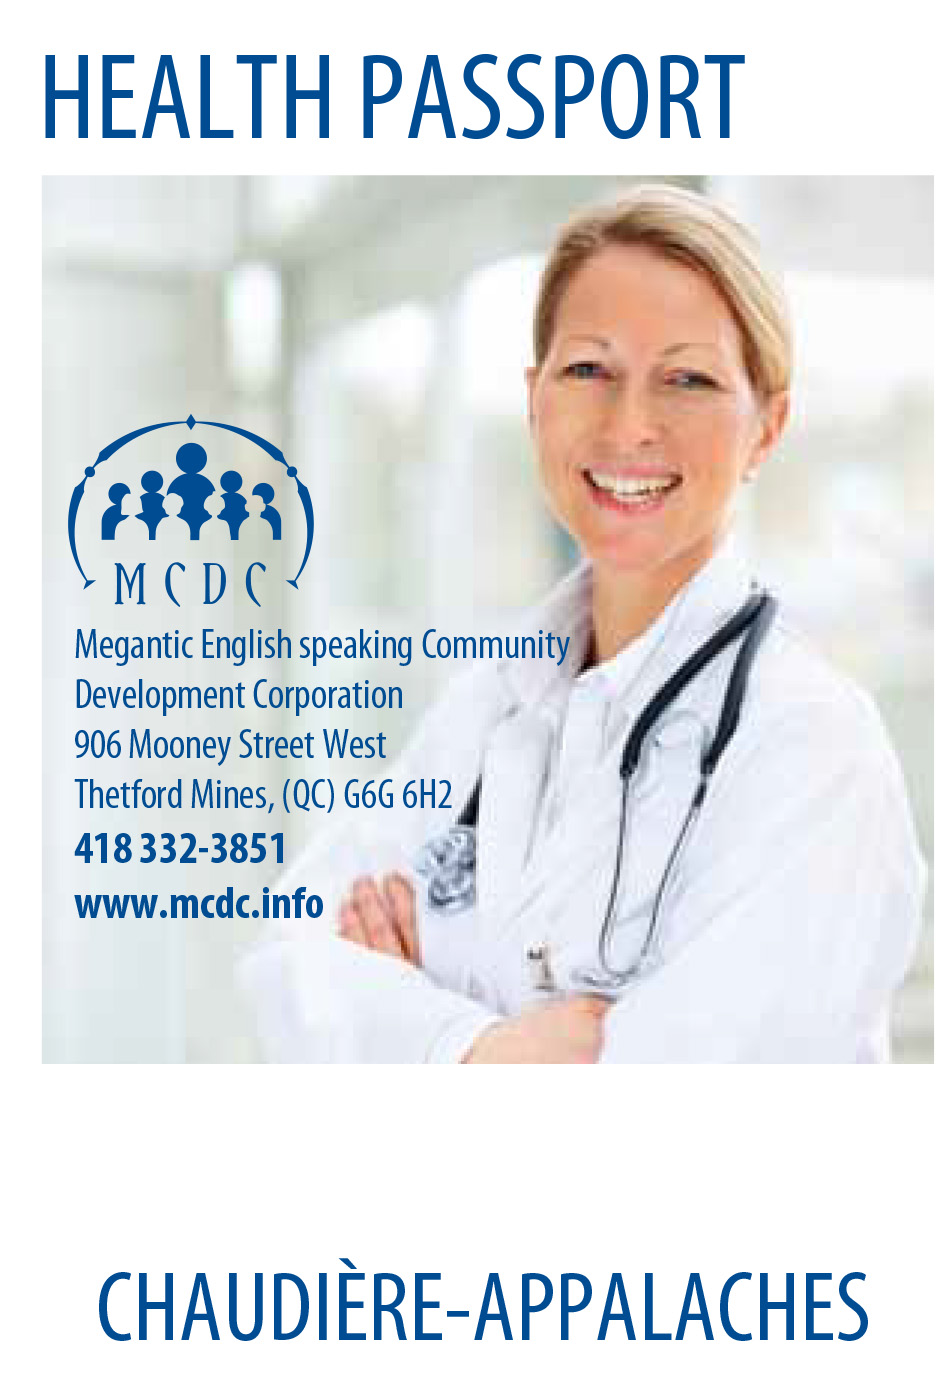 HEALTH PASSPORT
MCDC
Megantic English speaking Community
Development Corporation
906 Mooney Street West
Thetford Mines, (QC) G6G 6H2
418 332-3851
www.mcdc.info
CHAUDIÈRE-APPALACHES